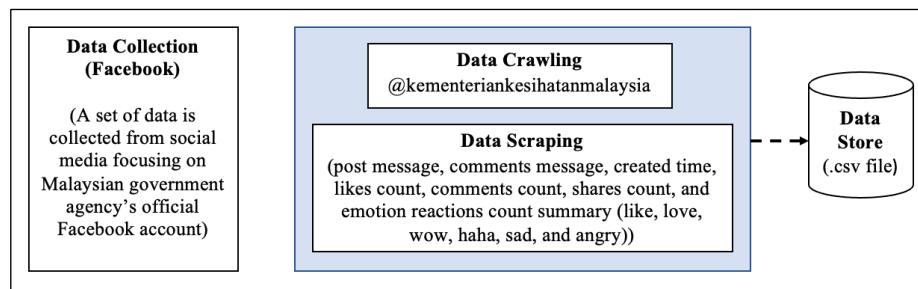 Data Collection
(Facebook)
(A set of data is
collected from social
media focusing on
Malaysian government
agency's official
Facebook account)
Data Crawling
@kementeriankesihatanmalaysia
Data Scraping
(post message, comments message, created time,
likes count, comments count, shares count, and
emotion reactions count summary (like, love,
wow, haha, sad, and angry))
Data
Store
(.csv file)